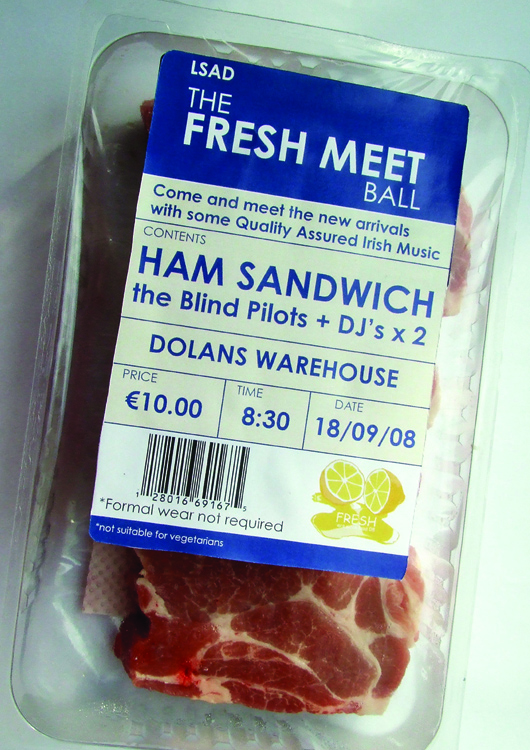 LSAD
THE
FRESH MEET
BALL
Come and meet the new arrivals
with some Quality Assured Irish Music
CONTENTS
HAM SANDWICH
the Blind Pilots + DJ's x 2
DOLANS WAREHOUSE
PRICE
€10.00
TIME
8:30
DATE
18/09/08
1 28016 69167 5
*Formal wear not required
FRESH
*not suitable for vegetarians